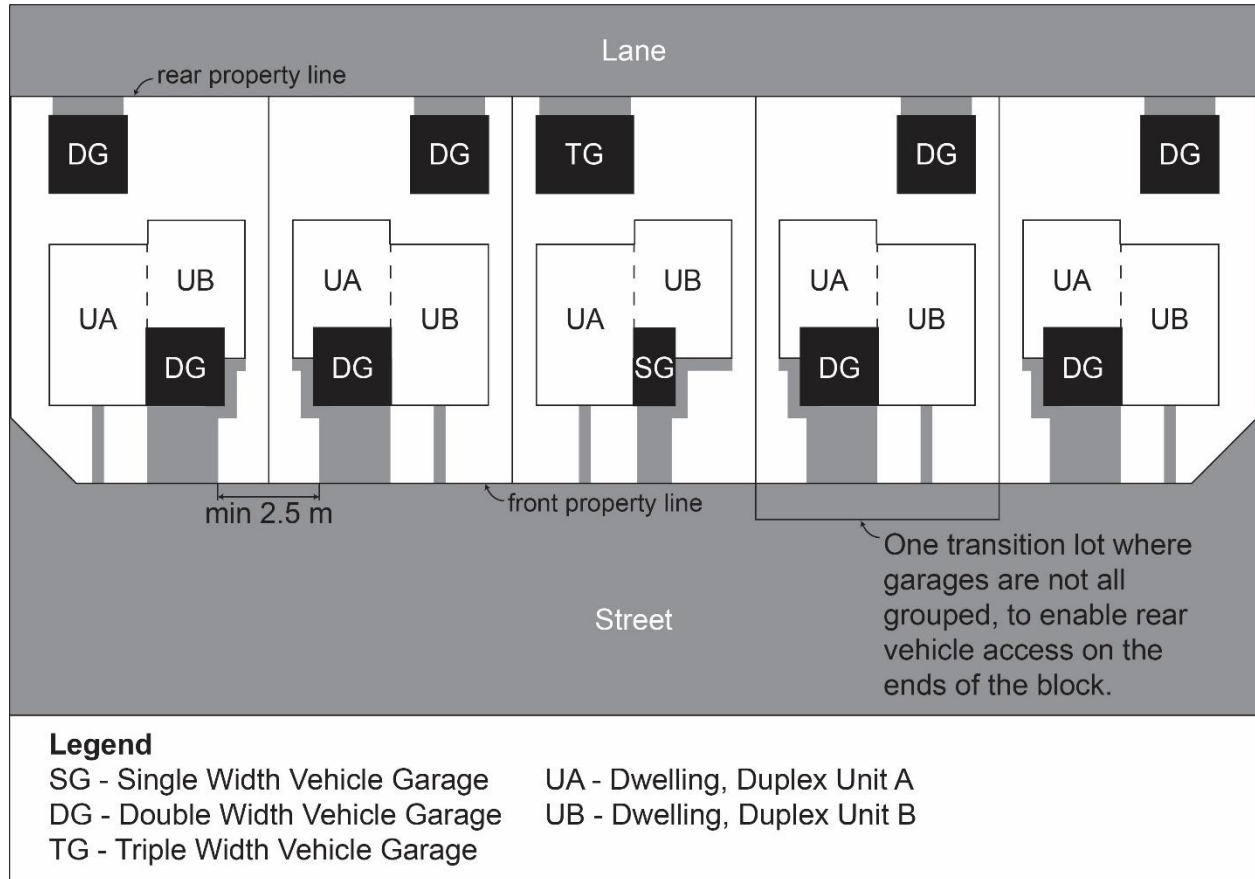 Lane
rear property line
DG
DG
TG
DG
DG
UA
UB
DG
UA
UB
DG
UA
UB
SG
UA
UB
DG
UA
UB
DG
min 2.5 m
front property line
One transition lot where
garages are not all
grouped, to enable rear
vehicle access on the
ends of the block.
Street
Legend
SG - Single Width Vehicle Garage
DG - Double Width Vehicle Garage
TG - Triple Width Vehicle Garage
UA - Dwelling, Duplex Unit A
UB - Dwelling, Duplex Unit B